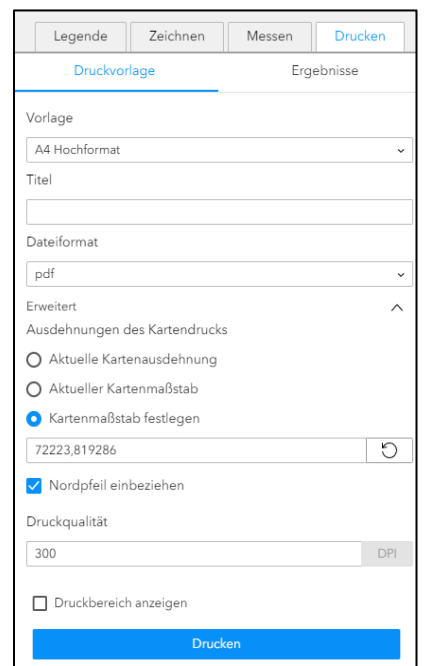 Legende Zeichnen Messen Drucken
Druckvorlage Ergebnisse
Vorlage
A4 Hochformat
Titel
Dateiformat
pdf
Erweitert
Ausdehnungen des Kartendrucks
Aktuelle Kartenausdehnung
Aktueller Kartenmaßstab
Kartenmaßstab festlegen
72223,819286
Nordpfeil einbeziehen
Druckqualität
300 DPI
Druckbereich anzeigen
Drucken